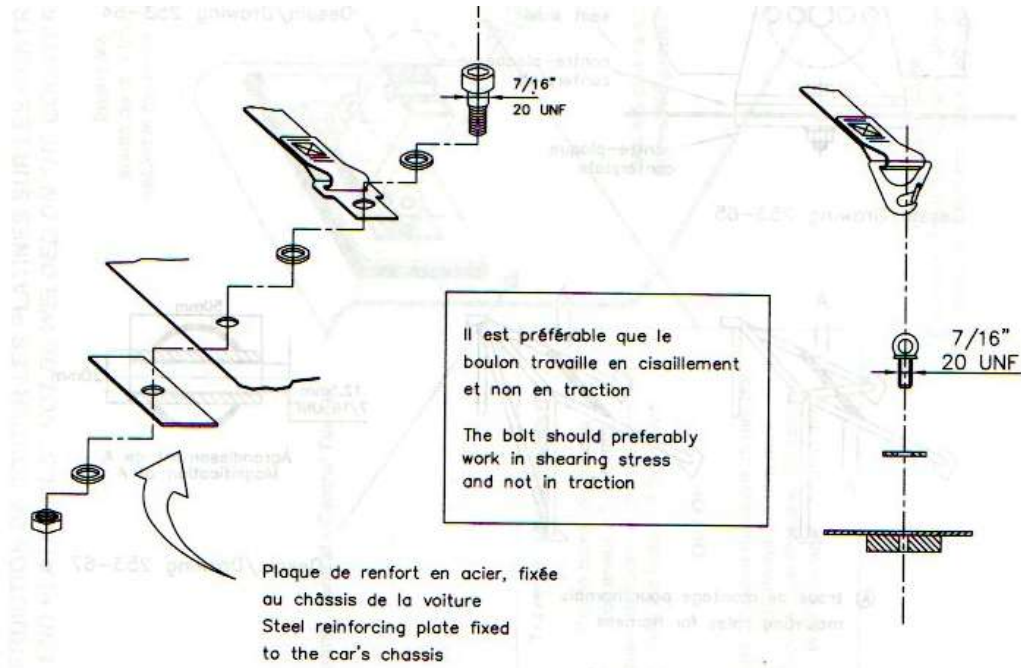 7/16"
20 UNF
7/16"
20 UNF
Il est préférable que le
boulon travaille en cisaillement
et non en traction
The bolt should preferably
work in shearing stress
and not in traction
Plaque de renfort en acier, fixée
au châssis de la voiture
Steel reinforcing plate fixed
to the car's chassis